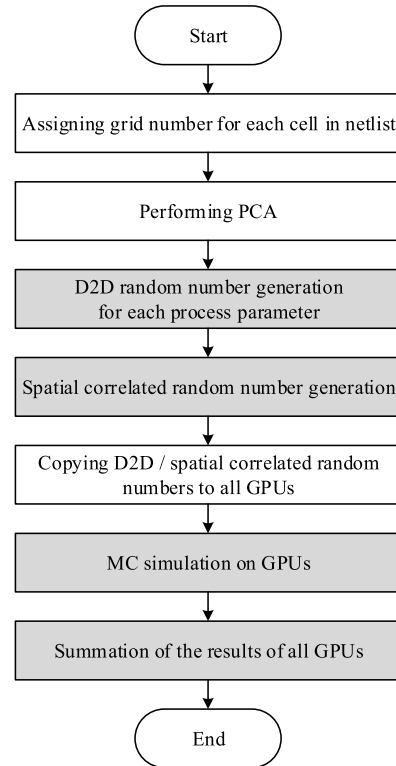 Start
Assigning grid number for each cell in netlist
Performing PCA
D2D random number generation
for each process parameter
Spatial correlated random number generation
Copying D2D / spatial correlated random
numbers to all GPUs
MC simulation on GPUs
Summation of the results of all GPUs
End